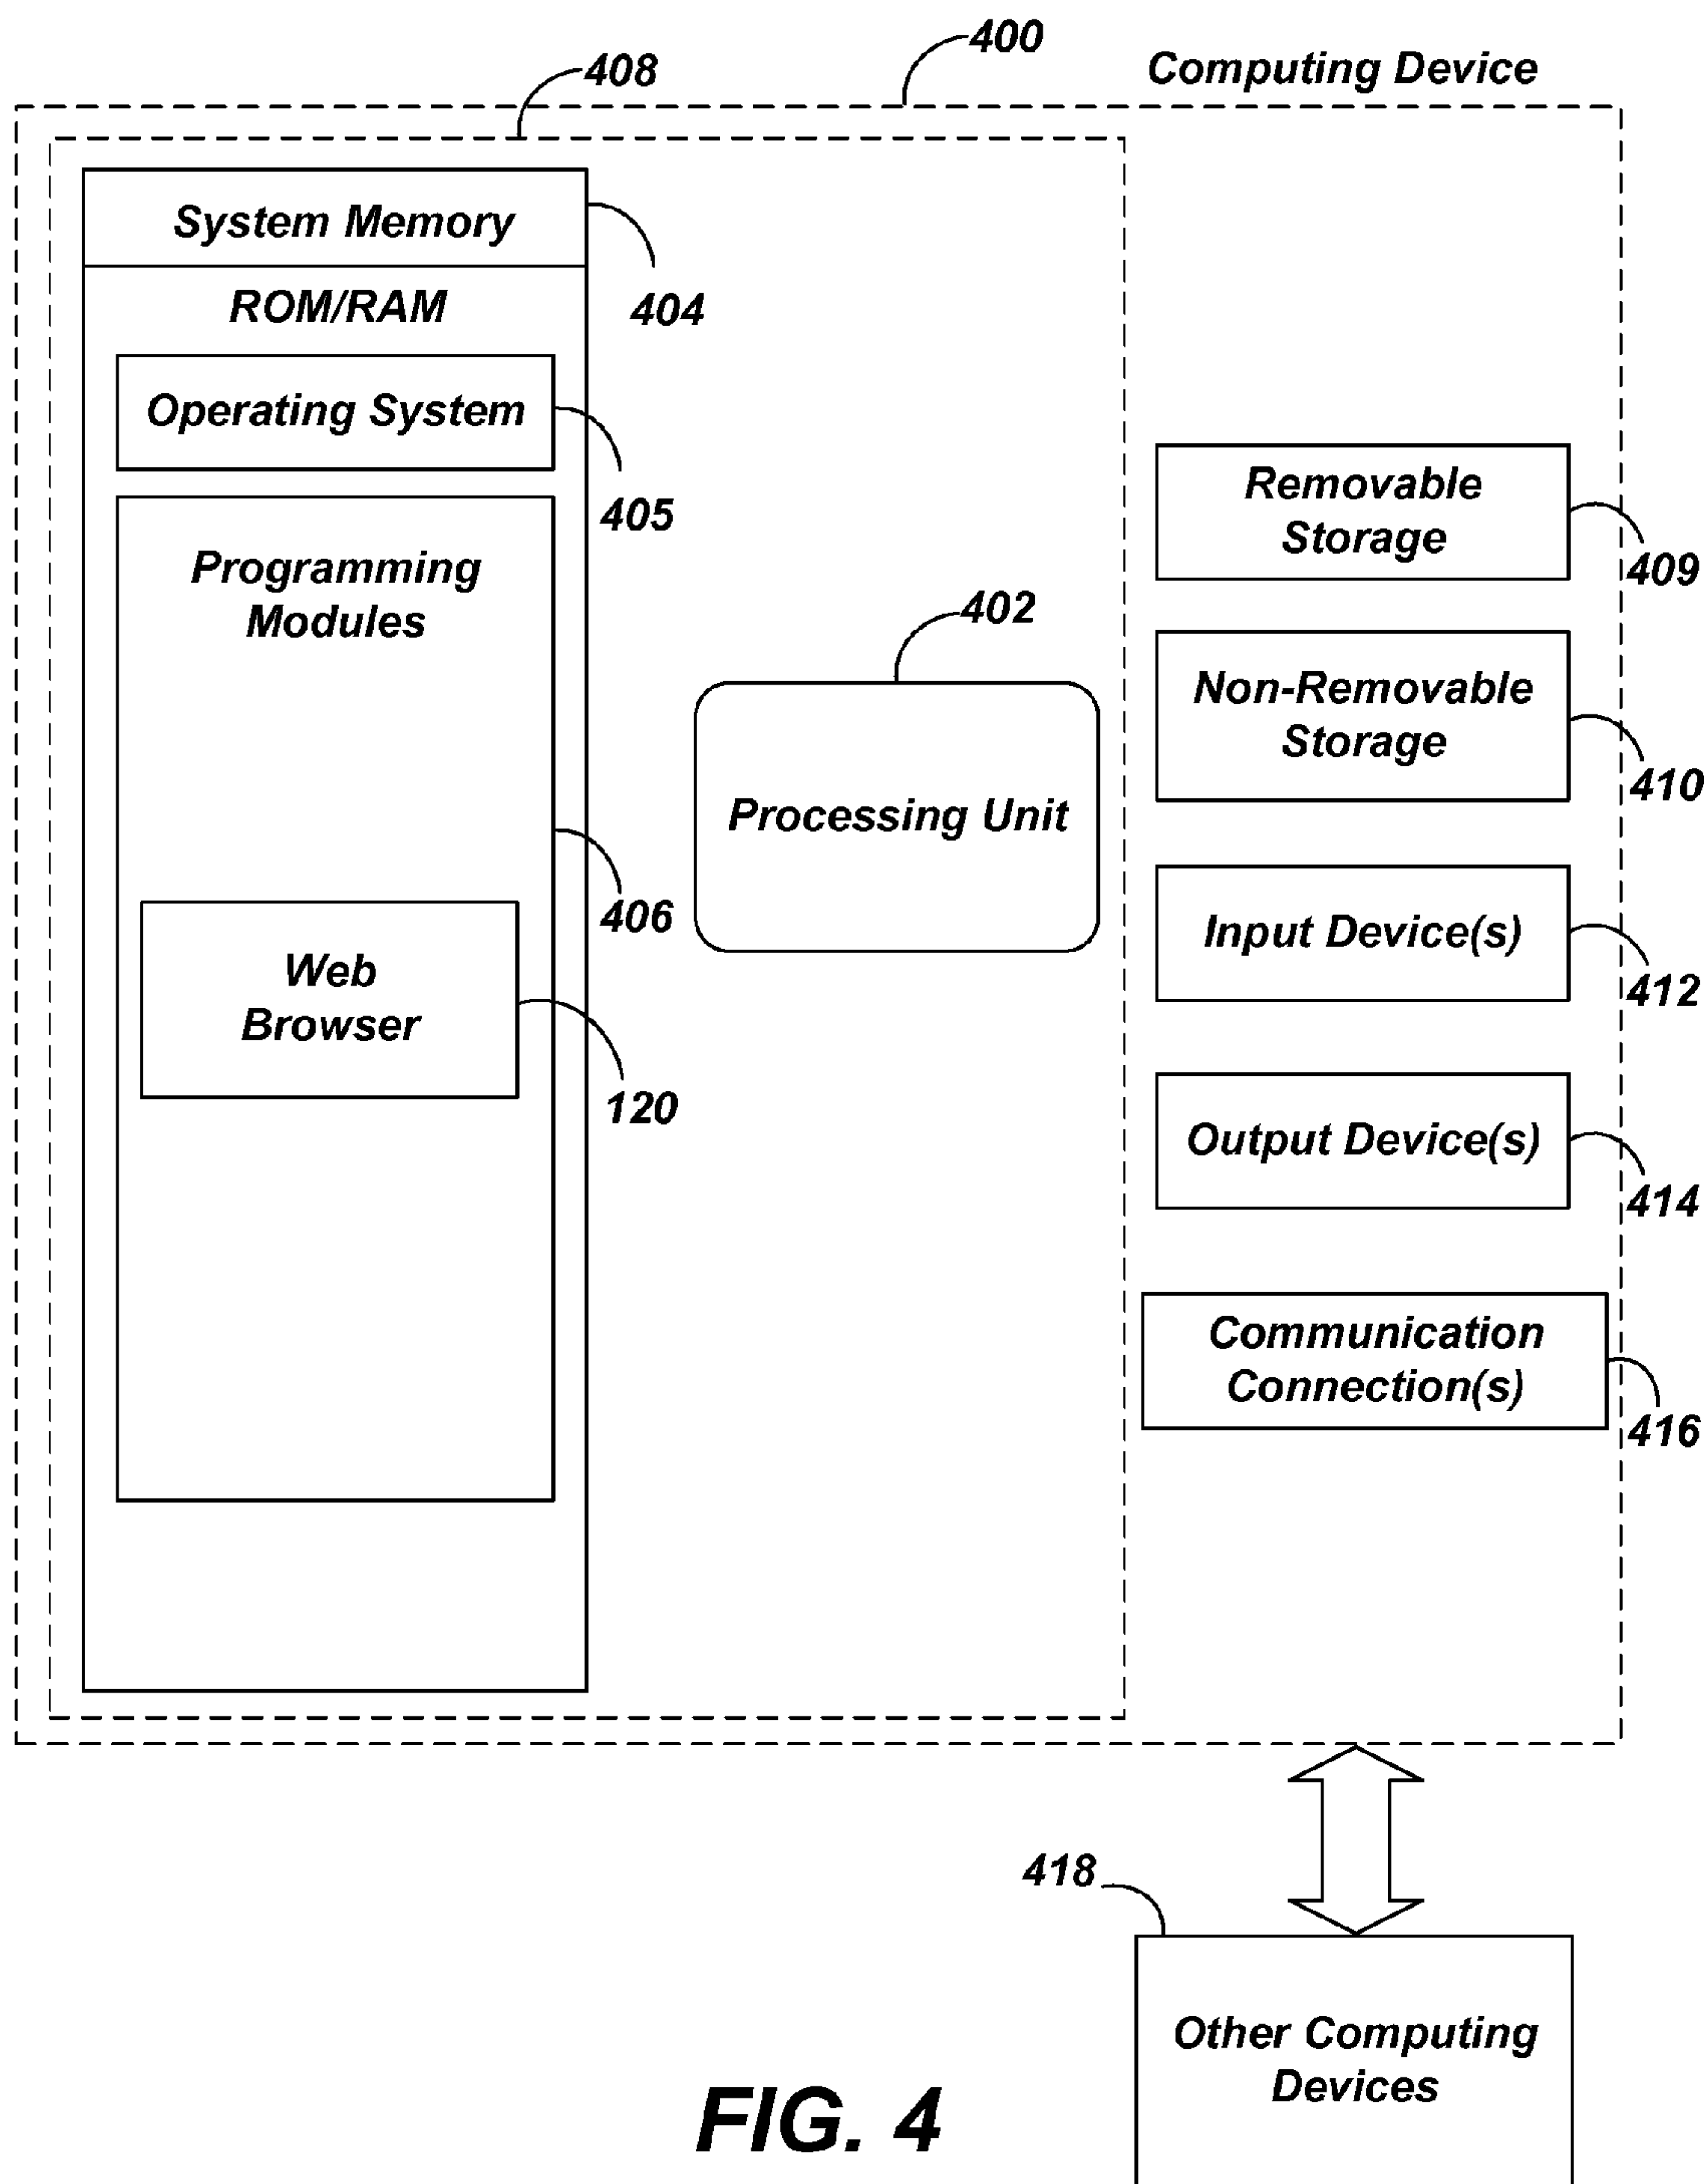 400
408
Computing Device
System Memory
404
ROM/RAM
Operating System
405
Programming
Modules
406
Web
Browser
120
402
Processing Unit
Removable
Storage
409
Non-Removable
Storage
410
Input Device(s)
412
Output Device(s)
414
Communication
Connection(s)
416
418
Other Computing
Devices
FIG. 4